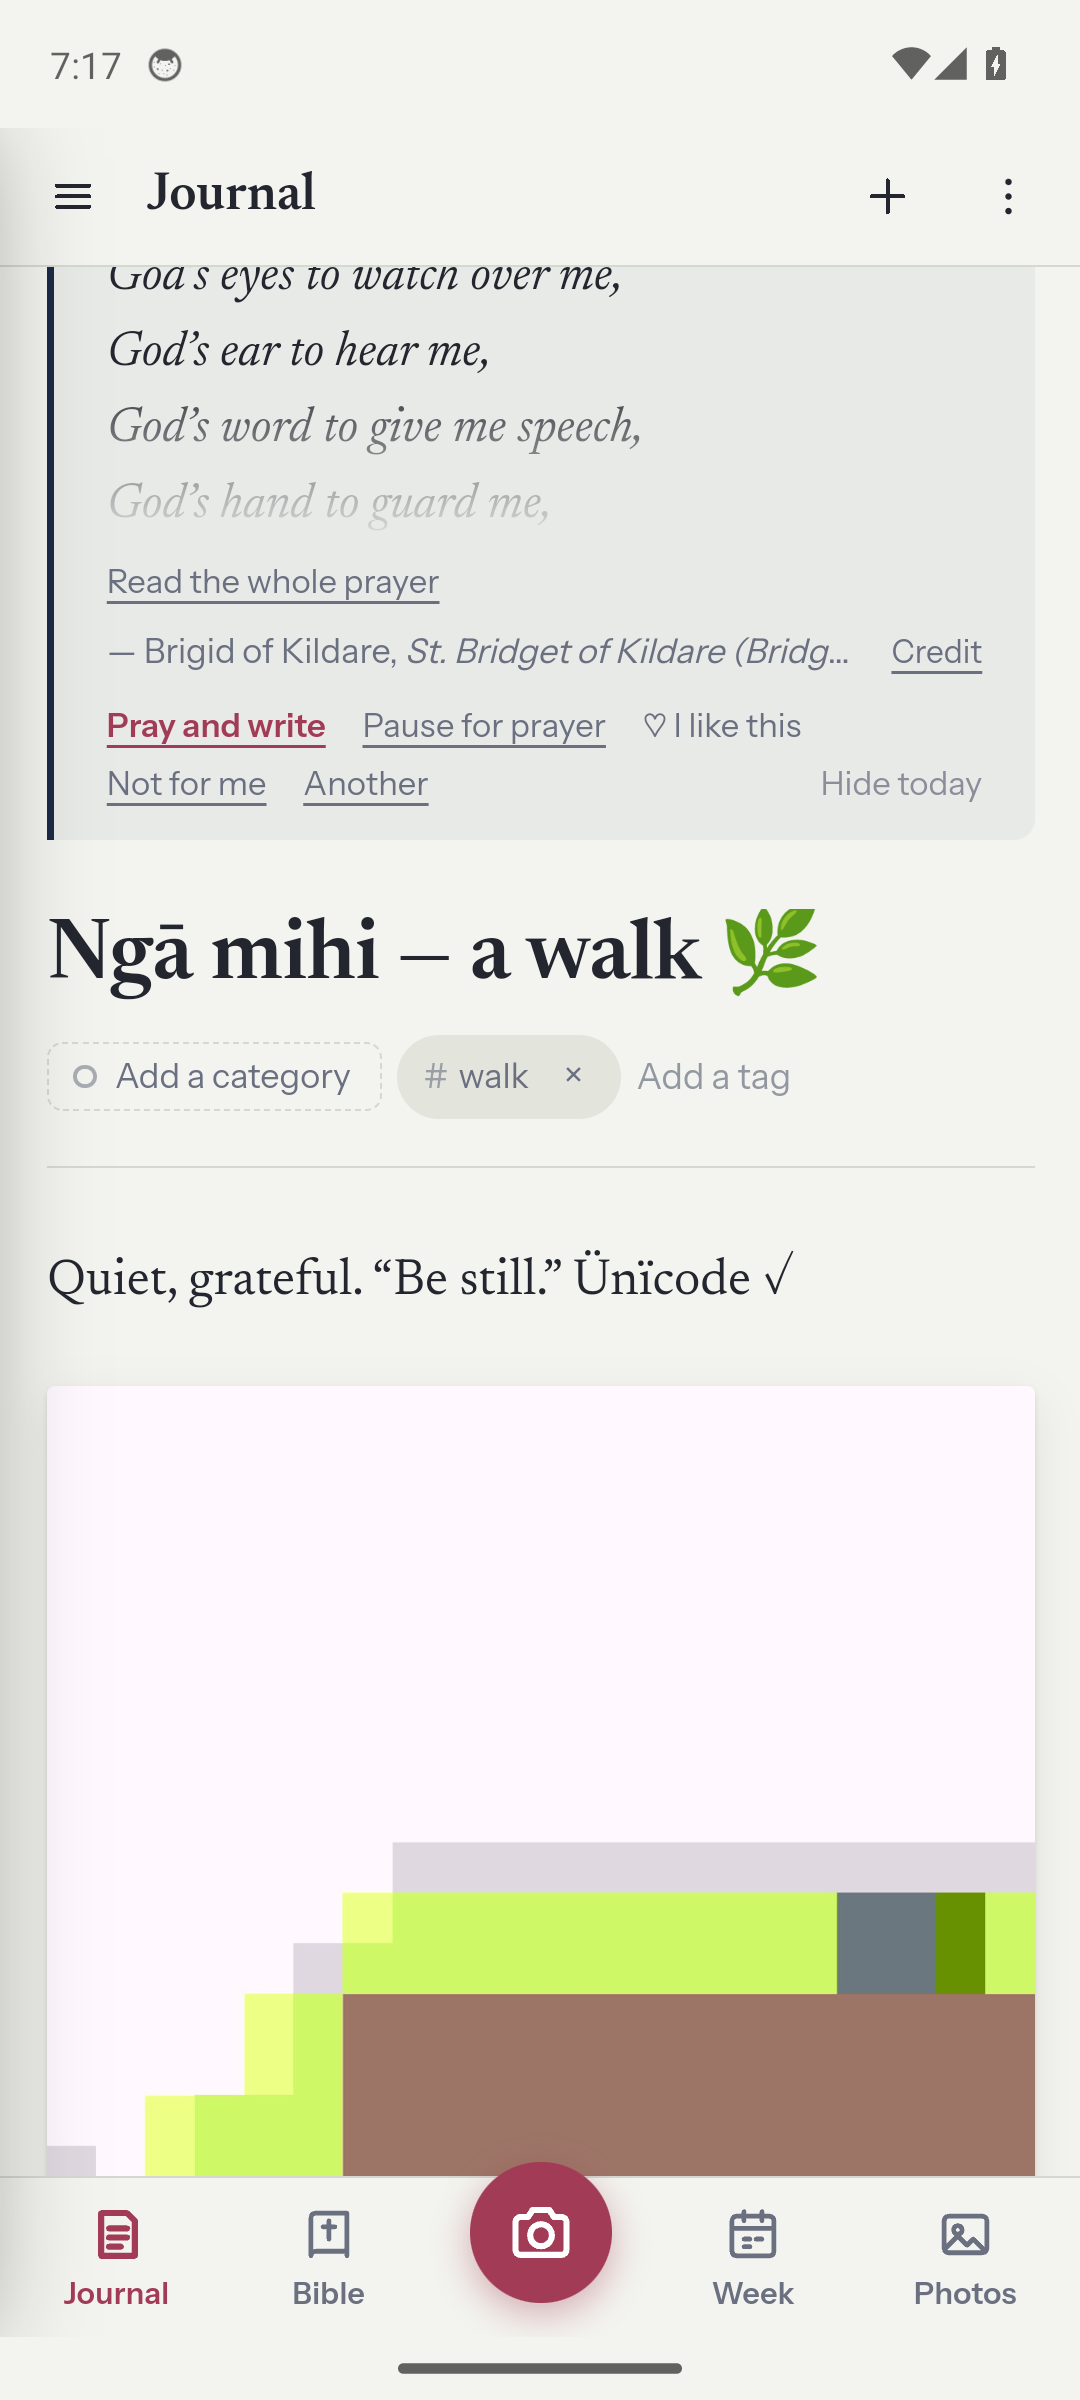 7:17
Journal
God's eyes to watch over me,
God’s ear to hear me,
God’s word to give me speech,
God’s hand to guard me,
Read the whole prayer
— Brigid of Kildare, St. Bridget of Kildare (Bridg... Credit
Pray and write Pause for prayer ♡ I like this
Not for me Another Hide today
Ngā mihi — a walk 🌿
Add a category # walk × Add a tag
Quiet, grateful. “Be still.” Ünïcode ✓
Journal Bible Week Photos